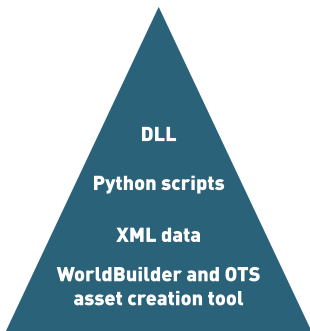 DLL
Python scripts
XML data
WorldBuilder and OTS
asset creation tool